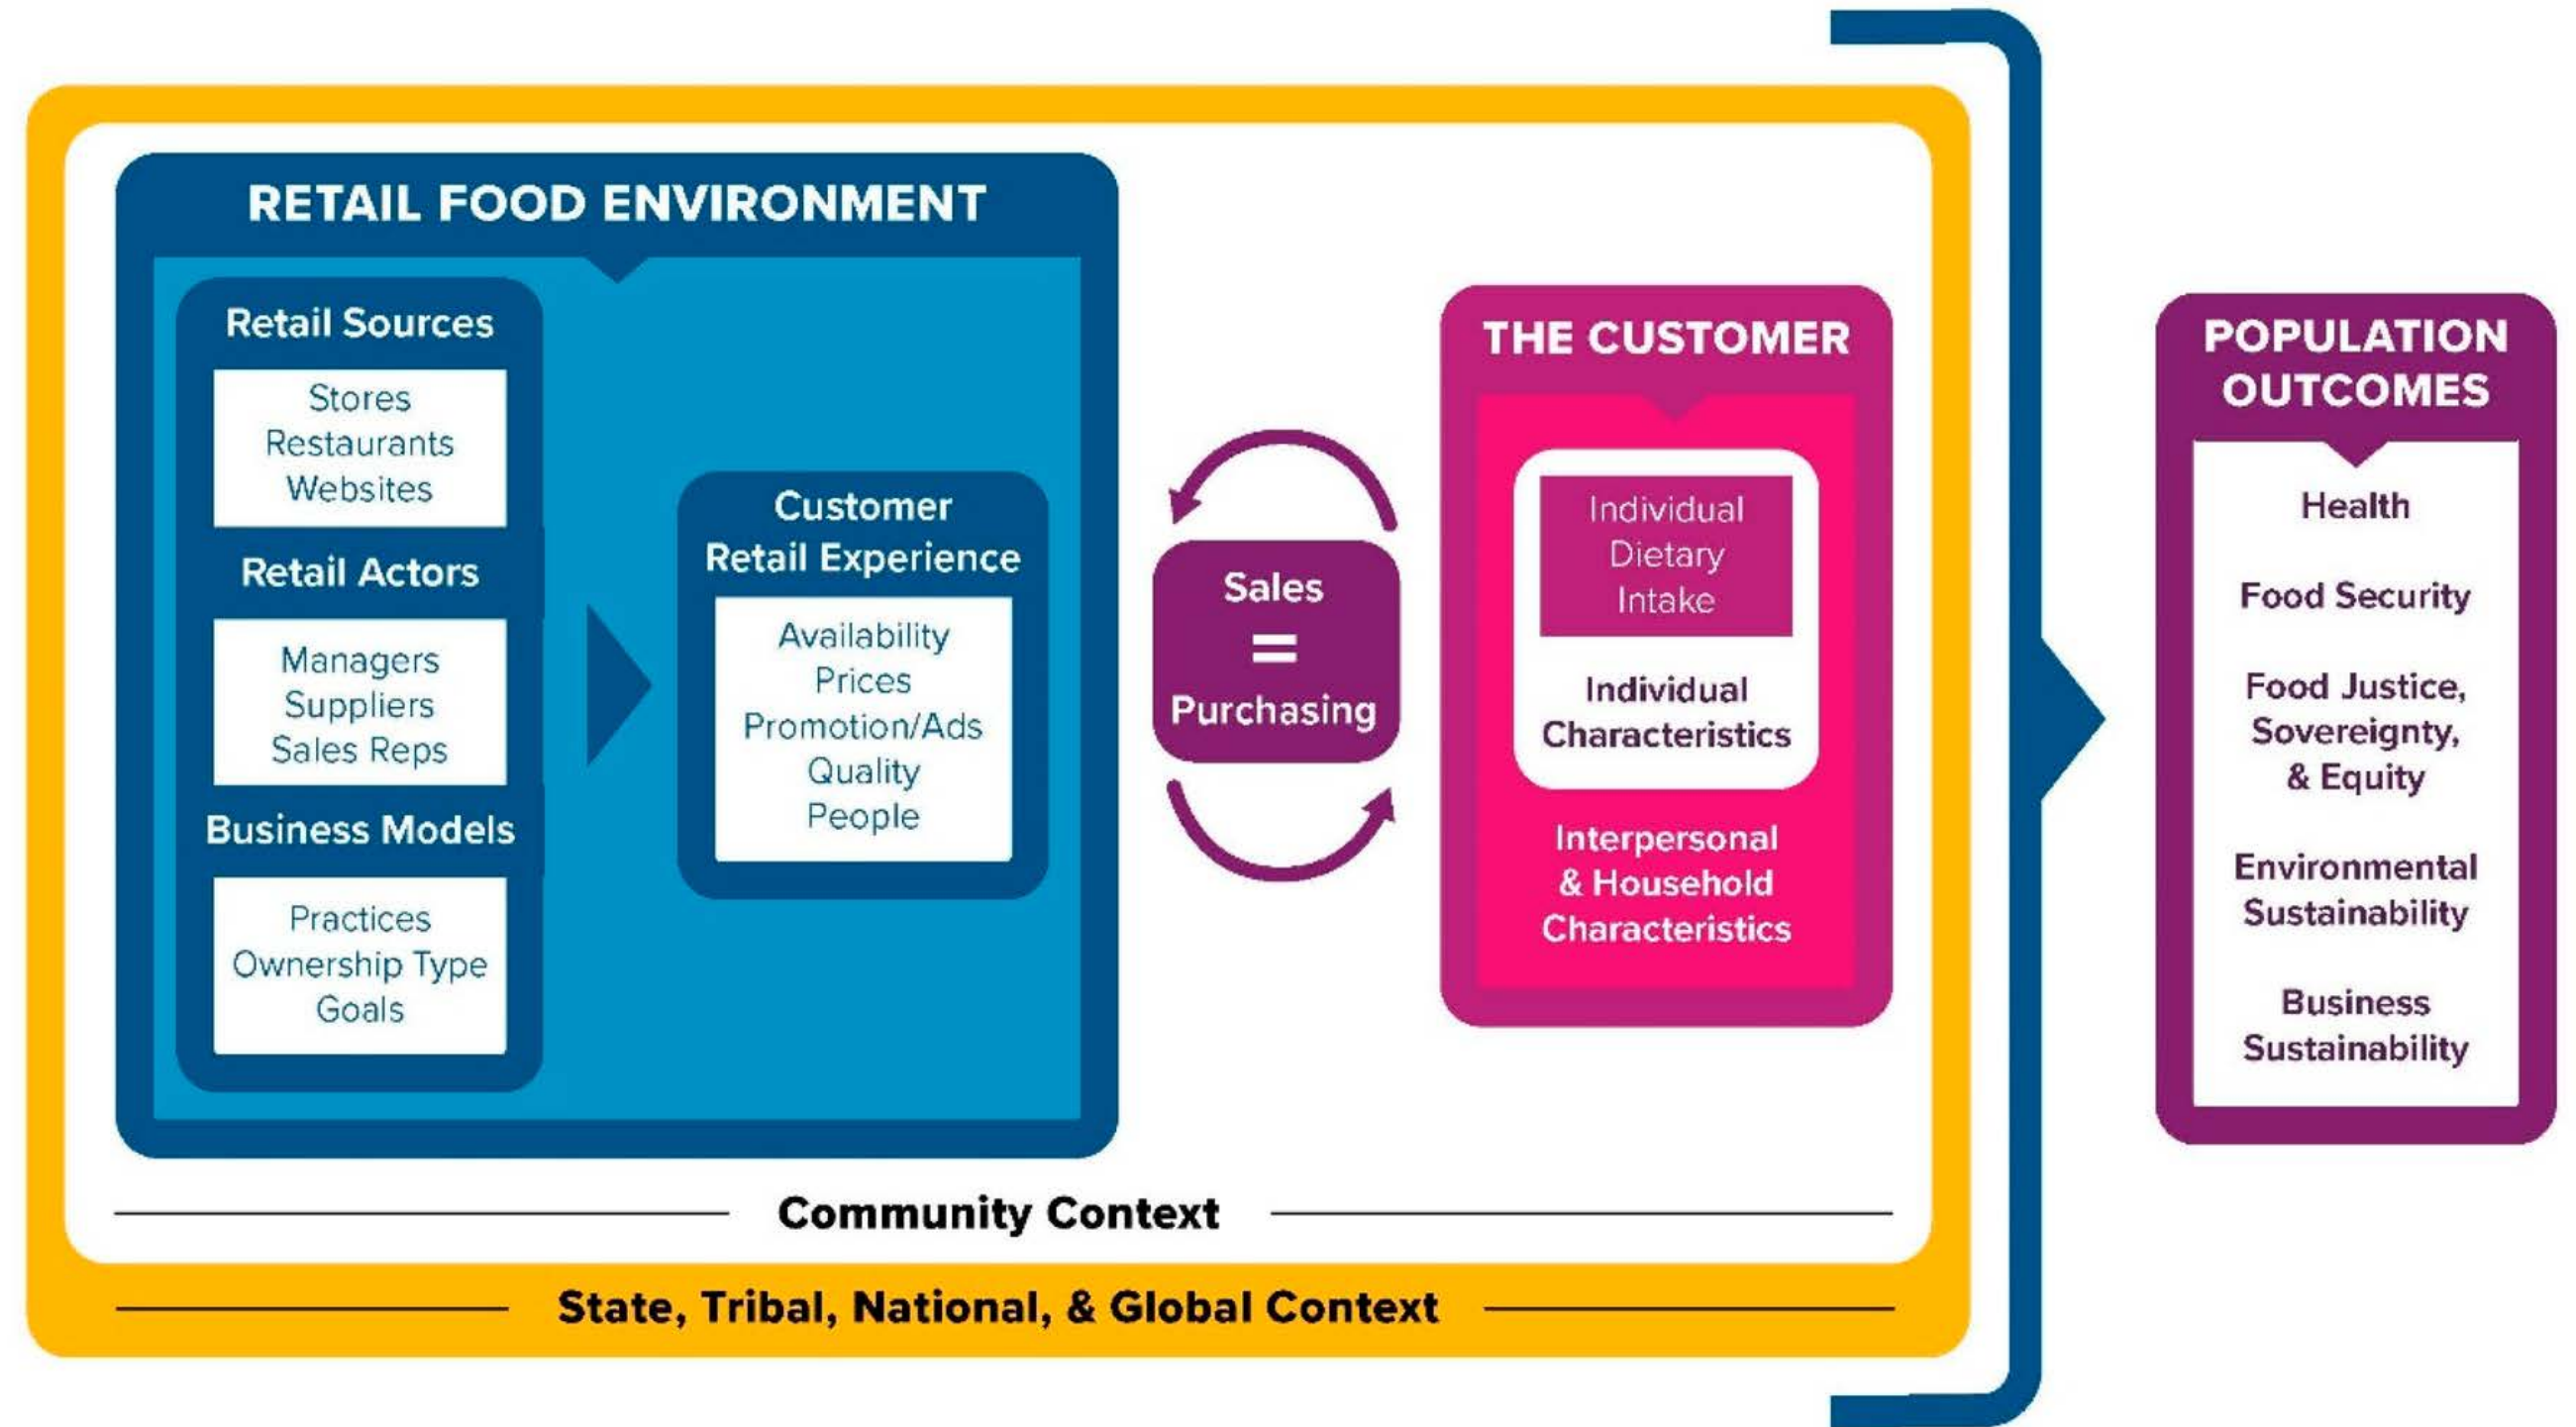 RETAIL FOOD ENVIRONMENT
Retail Sources
Stores
Restaurants
Websites
Retail Actors
Managers
Suppliers
Sales Reps
Business Models
Practices
Ownership Type
Goals
Customer
Retail Experience
Availability
Prices
Promotion/Ads
Quality
People
Sales
=
Purchasing
THE CUSTOMER
Individual
Dietary
Intake
Individual
Characteristics
Interpersonal
& Household
Characteristics
Community Context
State, Tribal, National, & Global Context
POPULATION
OUTCOMES
Health
Food Security
Food Justice,
Sovereignty,
& Equity
Environmental
Sustainability
Business
Sustainability